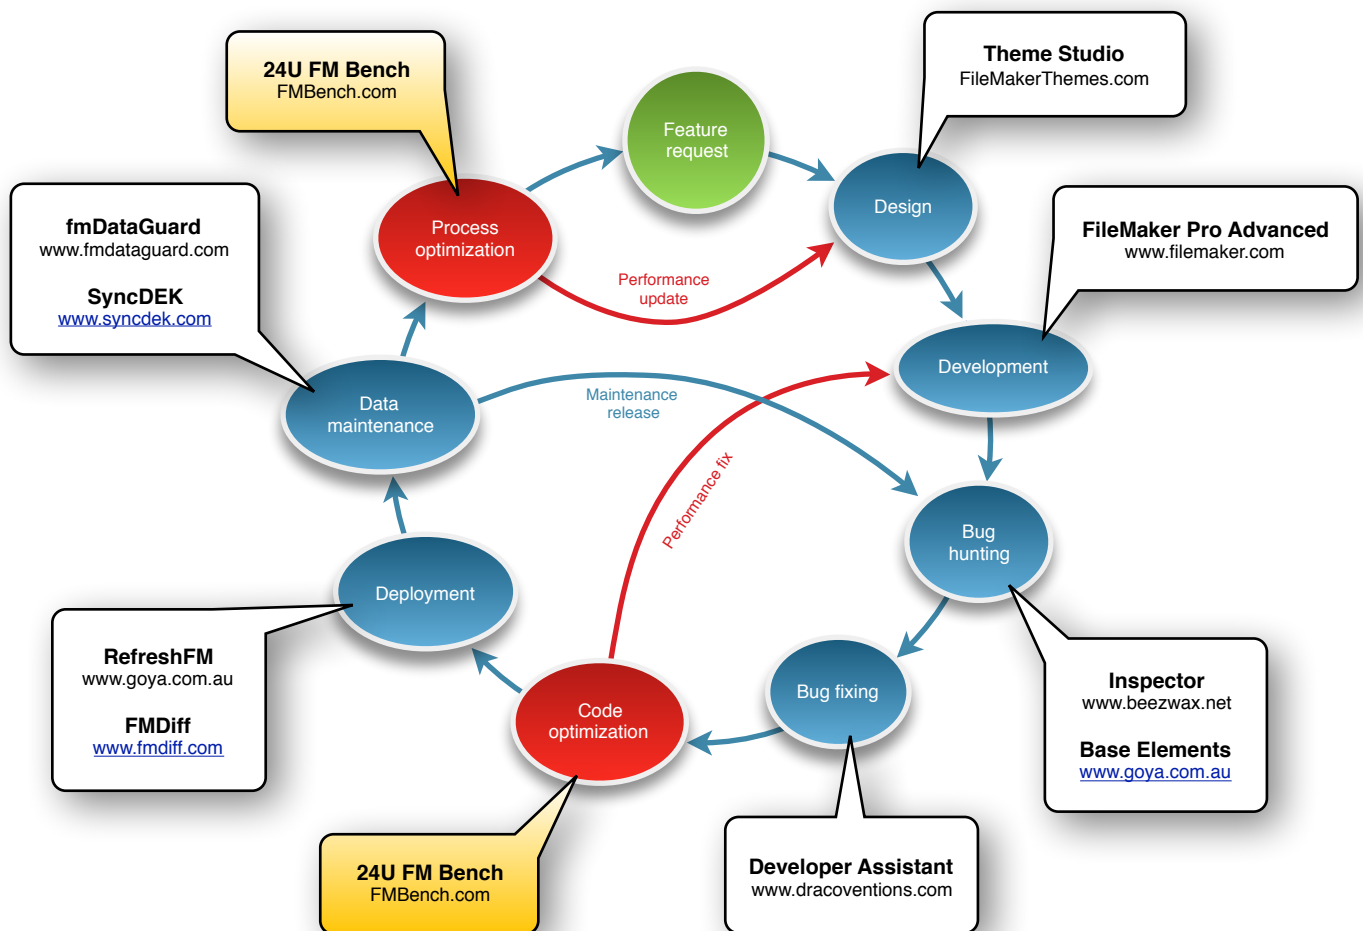 24U FM Bench
FMBench.com
Theme Studio
FileMakerThemes.com
Feature
request
Design
fmDataGuard
www.fmdataguard.com
SyncDEK
www.syncdek.com
Process
optimization
FileMaker Pro Advanced
www.filemaker.com
Performance
update
Development
Data
maintenance
Maintenance
release
Performance fix
Bug
hunting
Deployment
RefreshFM
www.goya.com.au
FMDiff
www.fmdiff.com
Code
optimization
Bug fixing
Inspector
www.beezwax.net
Base Elements
www.goya.com.au
24U FM Bench
FMBench.com
Developer Assistant
www.dracoventions.com